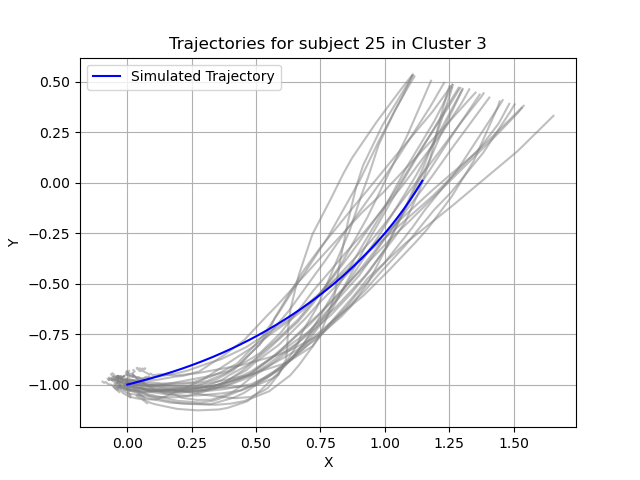 Trajectories for subject 25 in Cluster 3
Simulated Trajectory
0.50
0.25
0.00
−0.25
−0.50
−0.75
−1.00
Y
0.00 0.25 0.50 0.75 1.00 1.25 1.50
X